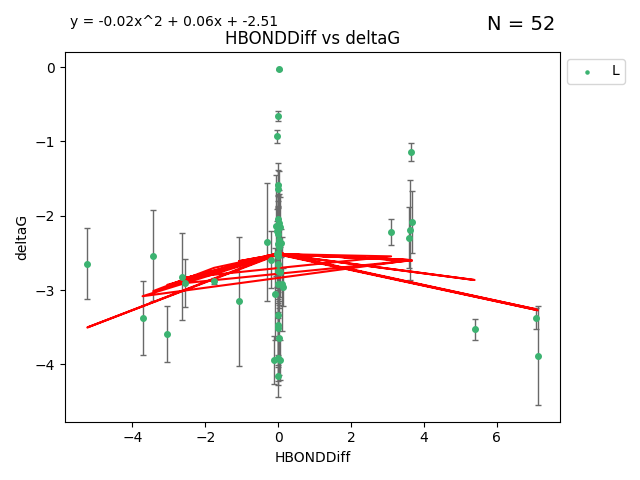 y = -0.02x^2 + 0.06x + -2.51
N = 52
HBONDDiff vs deltaG
L
deltaG
0
−1
−2
−3
−4
−4
−2
0
2
4
6
HBONDDiff